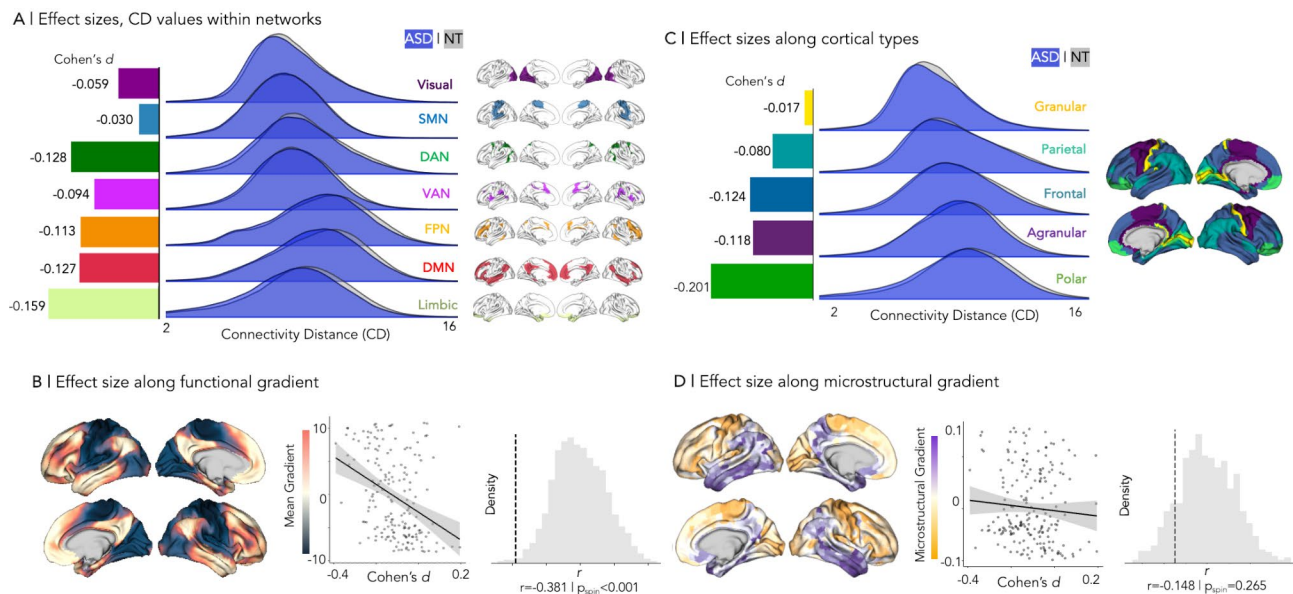 A I Effect sizes, CD values within networks
ASD I NT
Cohen's d
-0.059
Visual
-0.030
SMN
-0.128
DAN
-0.094
VAN
-0.113
FPN
-0.127
DMN
-0.159
Limbic
2
16
Connectivity Distance (CD)
C I Effect sizes along cortical types
ASD I NT
Cohen's d
-0.017
Granular
-0.080
Parietal
-0.124
Frontal
-0.118
Agranular
-0.201
Polar
2
16
Connectivity Distance (CD)
B I Effect size along functional gradient
Mean Gradient
10
0
-10
-0.4
0.2
Cohen's d
Density
r
r=-0.381 | pspin<0.001
D I Effect size along microstructural gradient
Microstructural Gradient
0.1
0
-0.1
-0.4
0.2
Cohen's d
Density
r
r=-0.148 | pspin=0.265